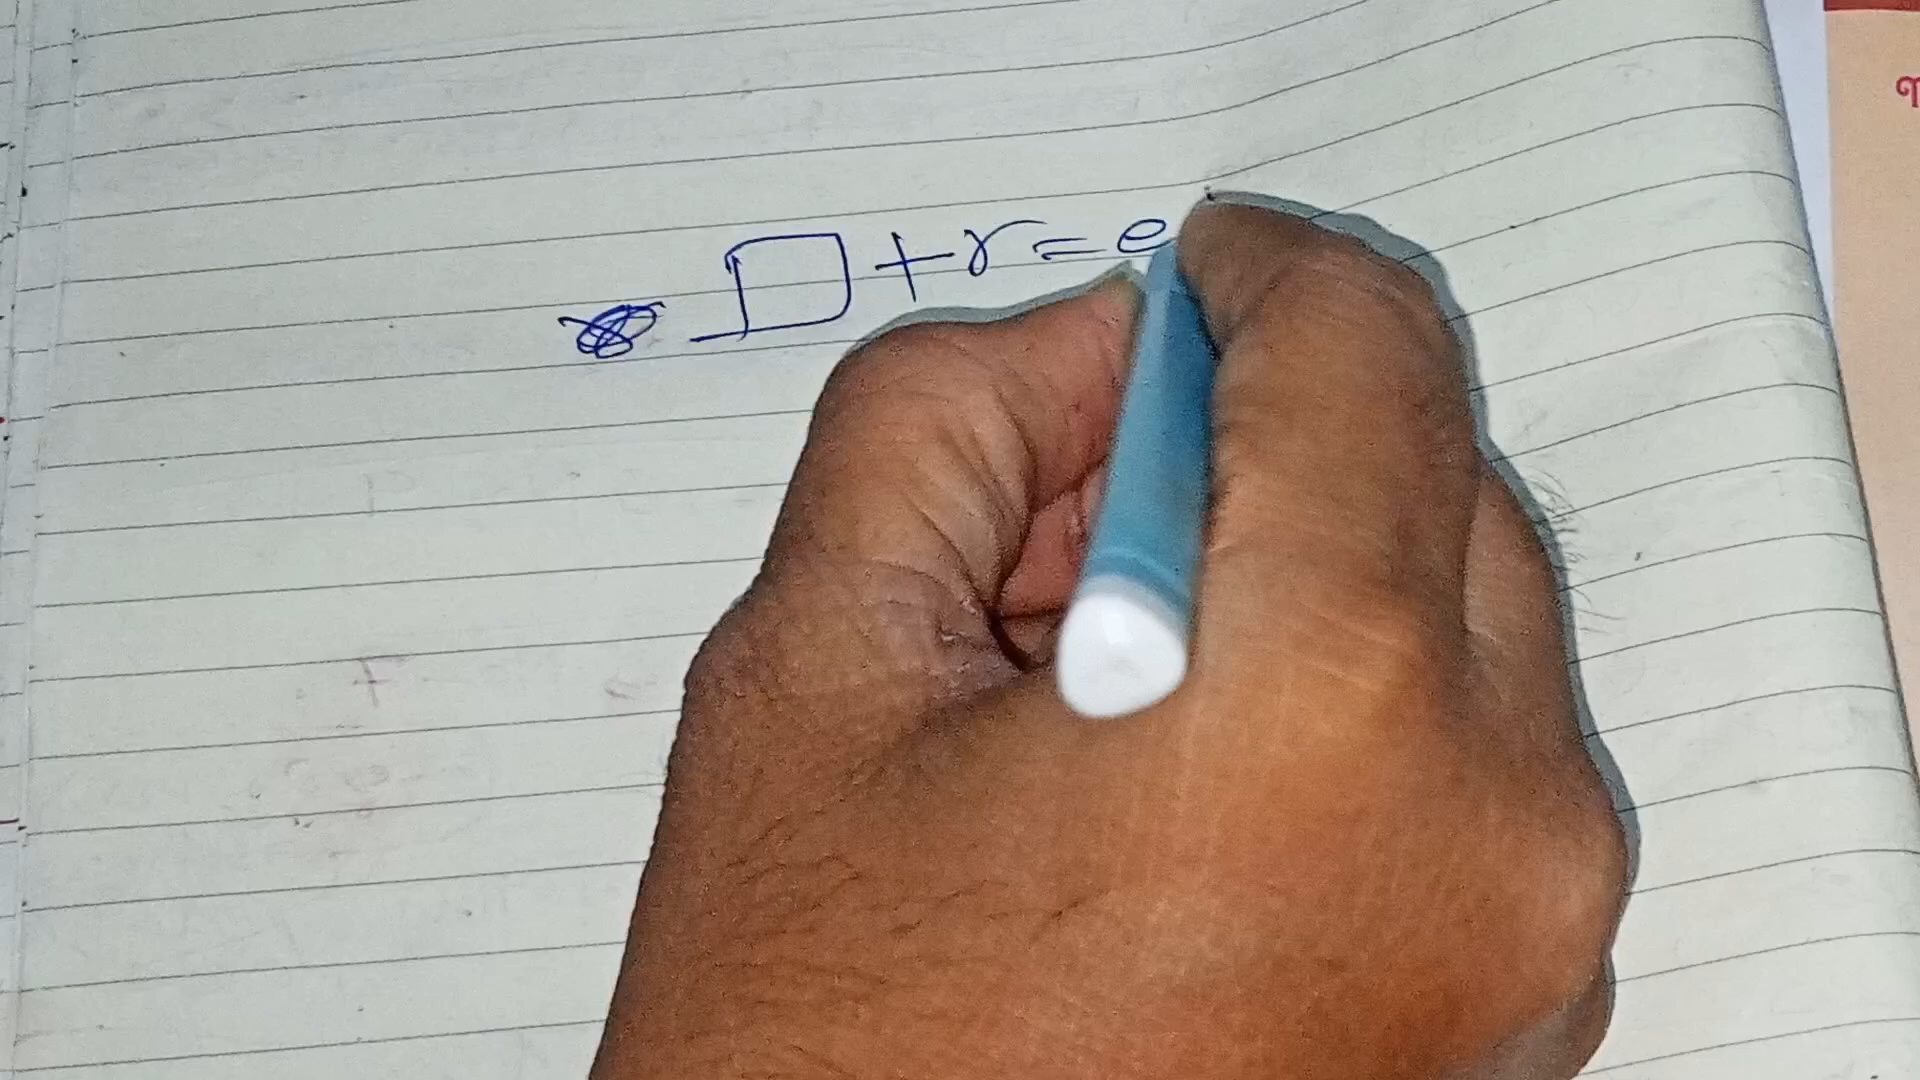 □ + r = e